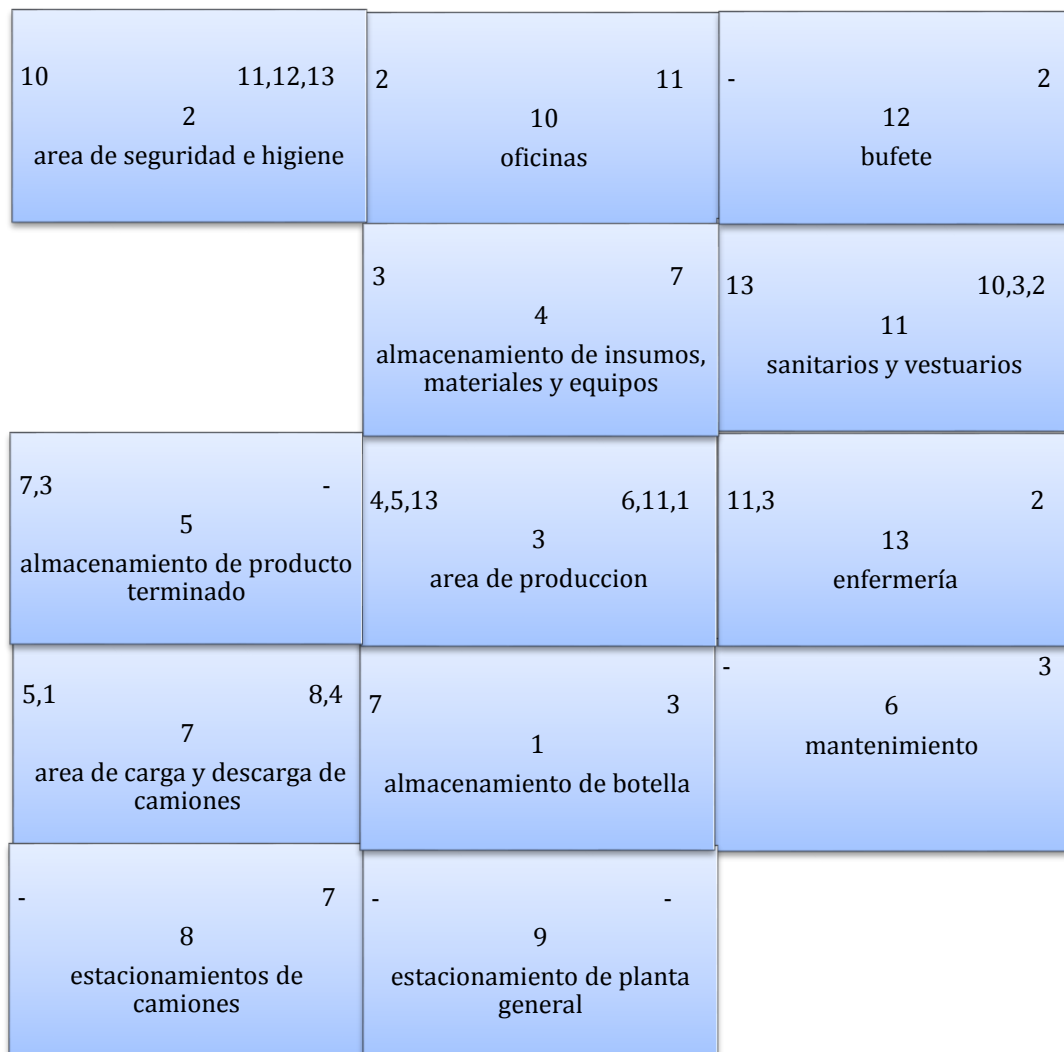 10 11,12,13
2
area de seguridad e higiene
2 11
10
oficinas
- 2
12
bufete
3 7
4
almacenamiento de insumos,
materiales y equipos
13 10,3,2
11
sanitarios y vestuarios
7,3 -
5
almacenamiento de producto
terminado
4,5,13 6,11,1
3
area de produccion
11,3 2
13
enfermería
5,1 8,4
7
area de carga y descarga de
camiones
7 3
1
almacenamiento de botella
- 3
6
mantenimiento
- 7
8
estacionamientos de
camiones
- -
9
estacionamiento de planta
general